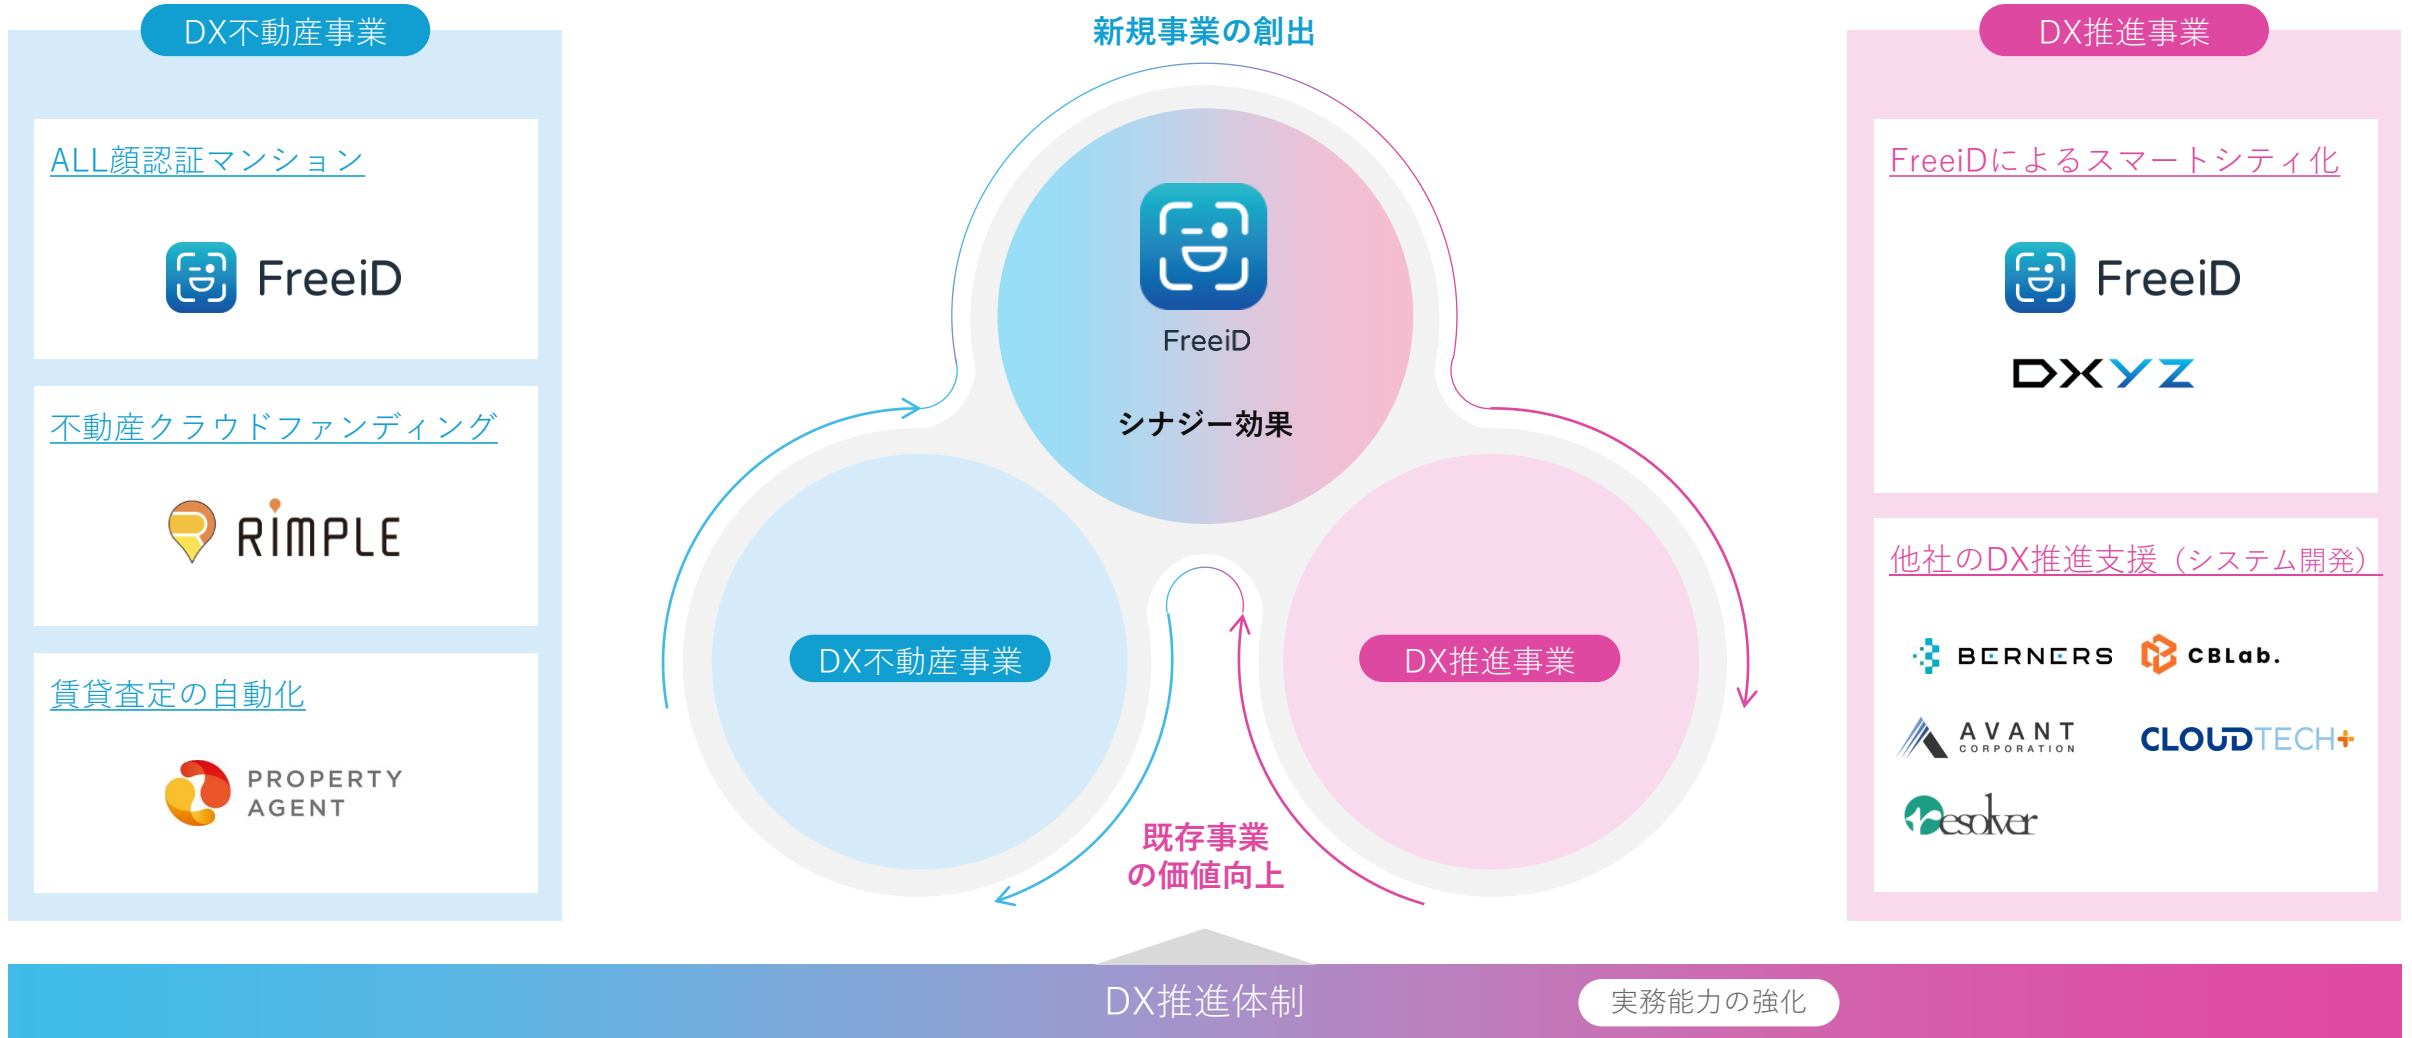 DX不動産事業
ALL顔認証マンション
FreeiD
不動産クラウドファンディング
RiMPLE
賃貸査定の自動化
PROPERTY
AGENT
新規事業の創出
FreeiD
シナジー効果
DX不動産事業
DX推進事業
既存事業
の価値向上
DX推進事業
FreeiDによるスマートシティ化
FreeiD
DXYZ
他社のDX推進支援（システム開発）
BERNERS
CBLab.
AVANT
CORPORATION
CLOUDTECH+
Resolver
DX推進体制
実務能力の強化